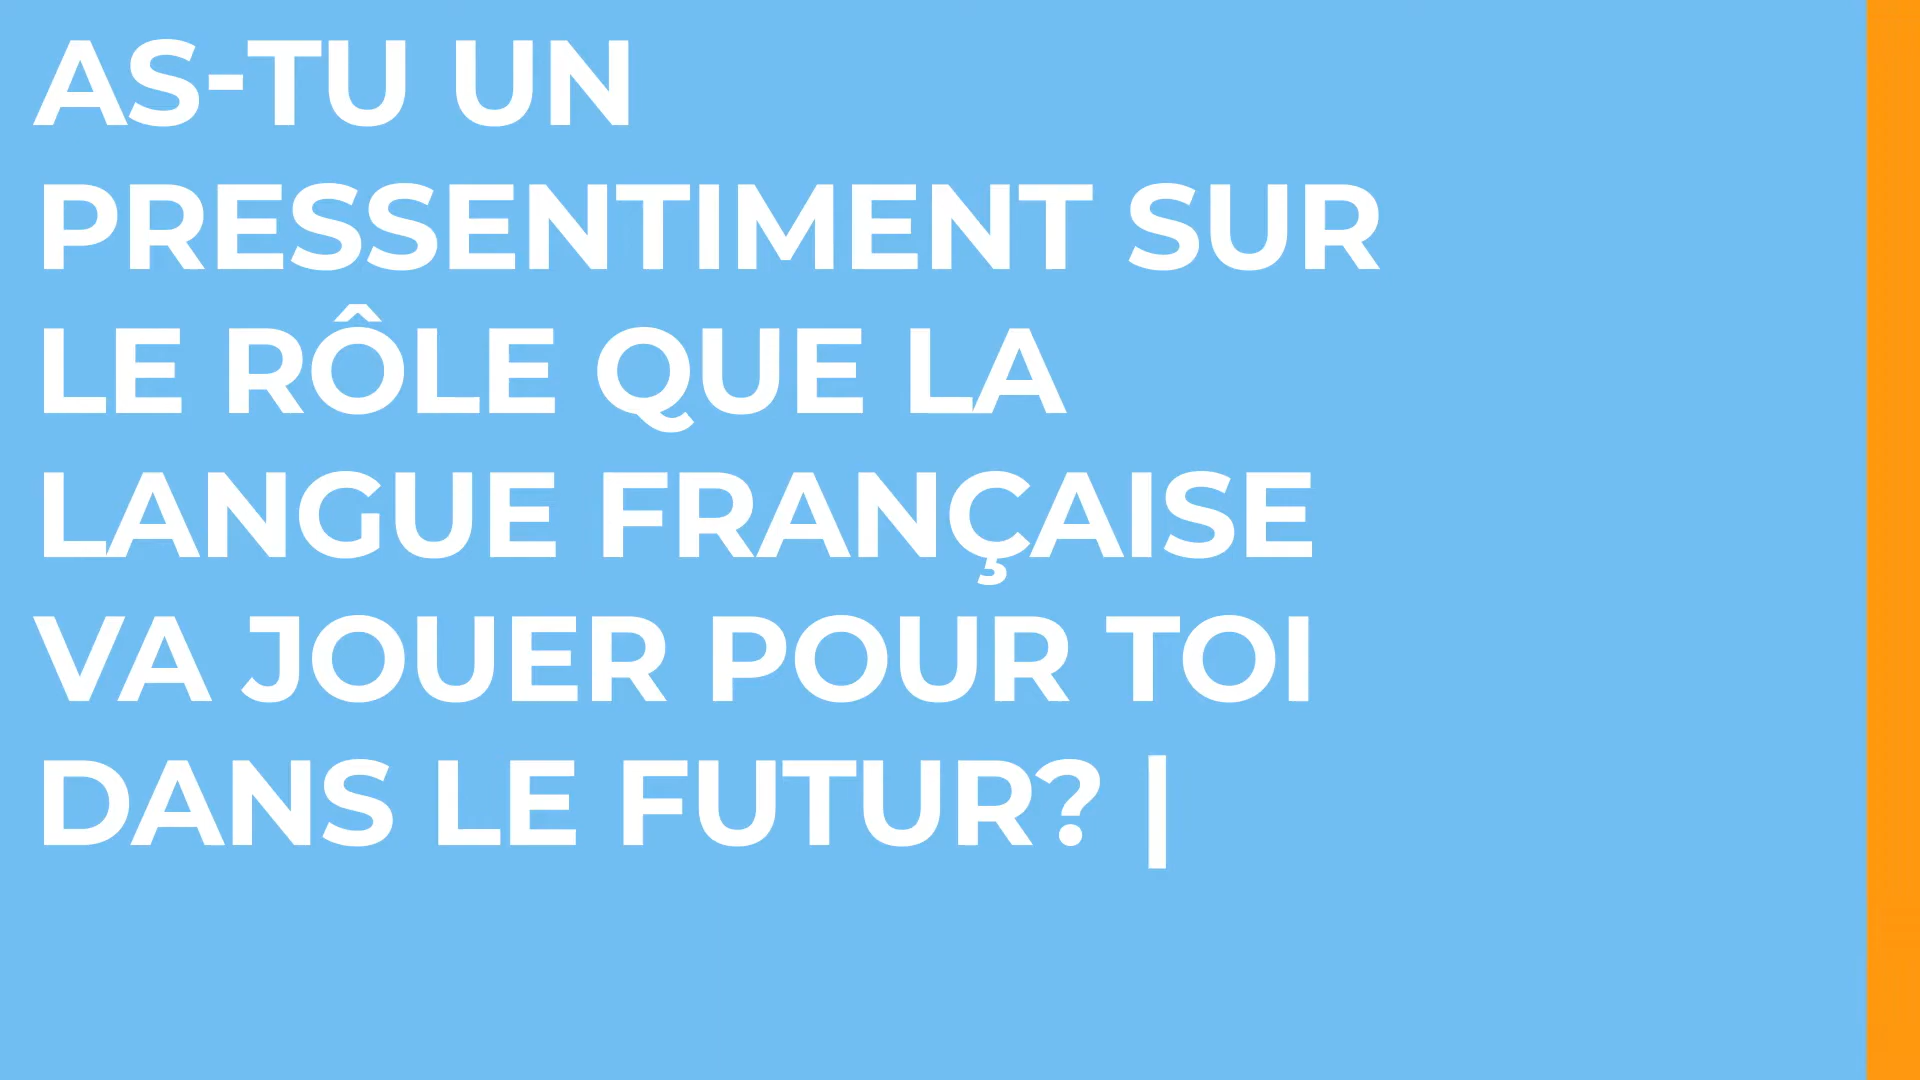 AS-TU UN
PRESSENTIMENT SUR
LE RÔLE QUE LA
LANGUE FRANÇAISE
VA JOUER POUR TOI
DANS LE FUTUR? |